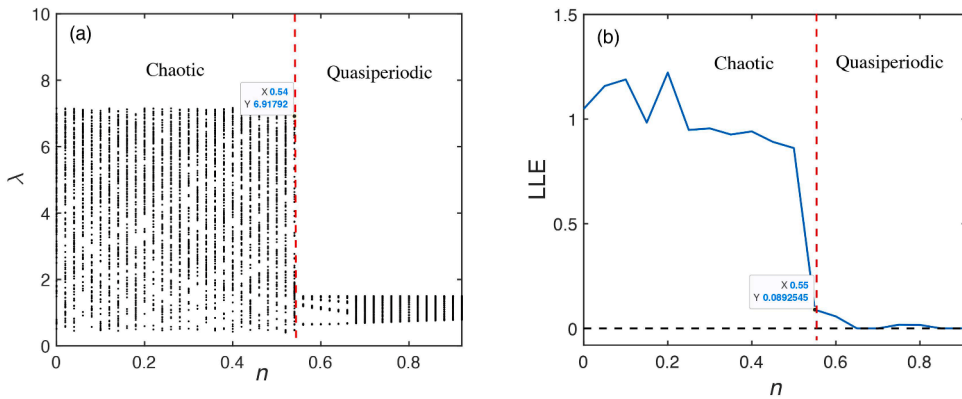 (a)
Chaotic
Quasiperiodic
X 0.54
Y 6.91792
10
8
6
4
2
0
λ
0
0.2
0.4
0.6
0.8
n
(b)
Chaotic
Quasiperiodic
X 0.55
Y 0.0892545
1.5
1
0.5
0
LLE
0
0.2
0.4
0.6
0.8
n